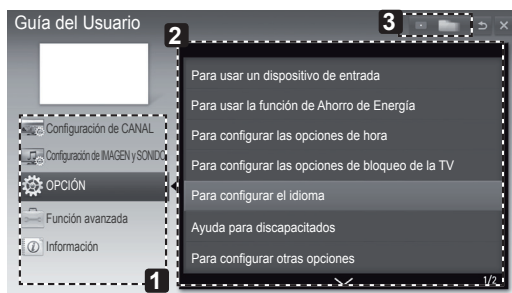 Guía del Usuario
2
3
Para usar un dispositivo de entrada
Para usar la función de Ahorro de Energía
Para configurar las opciones de hora
Para configurar las opciones de bloqueo de la TV
Para configurar el idioma
Ayuda para discapacitados
Para configurar otras opciones
1/2
Configuración de CANAL
Configuración de IMAGEN y SONIDO
OPCIÓN
Función avanzada
Información
1